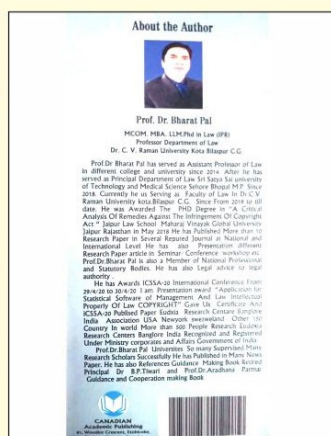 About the Author
Prof. Dr. Bharat Pal
MCOM. MBA. LLM.Phd in Law (IPR)
Professor Department of Law
Dr. C. V. Raman University Kota Bilaspur C.G.
Prof.Dr Bharat Pal has served as Assistant Professor of Law
in different college and university since 2014. After he has
served as Principal Department of Law Sri Satya Sai university
of Technology and Medical Science Sehore Bhopal M.P. Since
2018. Currently he us Serving as Faculty of Law In Dr.C.V.
Raman University kota.Bilaspur C.G. Since From 2019 to till
date. He was Awarded The PHD Degree in "A Critical
Analysis Of Remedies Against The Infringement Of Copyright
Act " Jaipur Law School Maharaj Vinayak Global University
Jaipur Rajasthan in May 2018 He has Published More than 10
Research Paper in Several Reputed Journal at National and
International Level He has also Presentation different
Research Paper article in Seminar Conference workshop etc.
Prof.Dr.Bharat Pal is also a Member of National Professional
and Statutory Bodies. He has also Legal advice to legal
authority .
He has Awards ICSSA-20 International Conference From
29/4/20 to 30/4/20 I am Presentation award "Application for
Statistical Software of Management And Law Intellectual
Property Of Law COPYRIGHT" Gave Us Certificate And
ICSSA-20 Publised Paper Eudoxia Research Centare Banglore
India Association USA Newyork swezweland Other 150
Country In world More than 500 People Research Eudoxia
Research Centers Banglore India Recognized and Registered
Under Ministry corporates and Affairs Government of India
Prof.Dr.Bharat Pal Universities So many Supervised Many
Research Scholars Successfully He has Published in Many News
Paper. He has also References Guidance Making Book Retired
Principal Dr B.P.Tiwari and Prof.Dr.Aradhana Parmar
Guidance and Cooperation making Book
CANADIAN
Academic Publishing